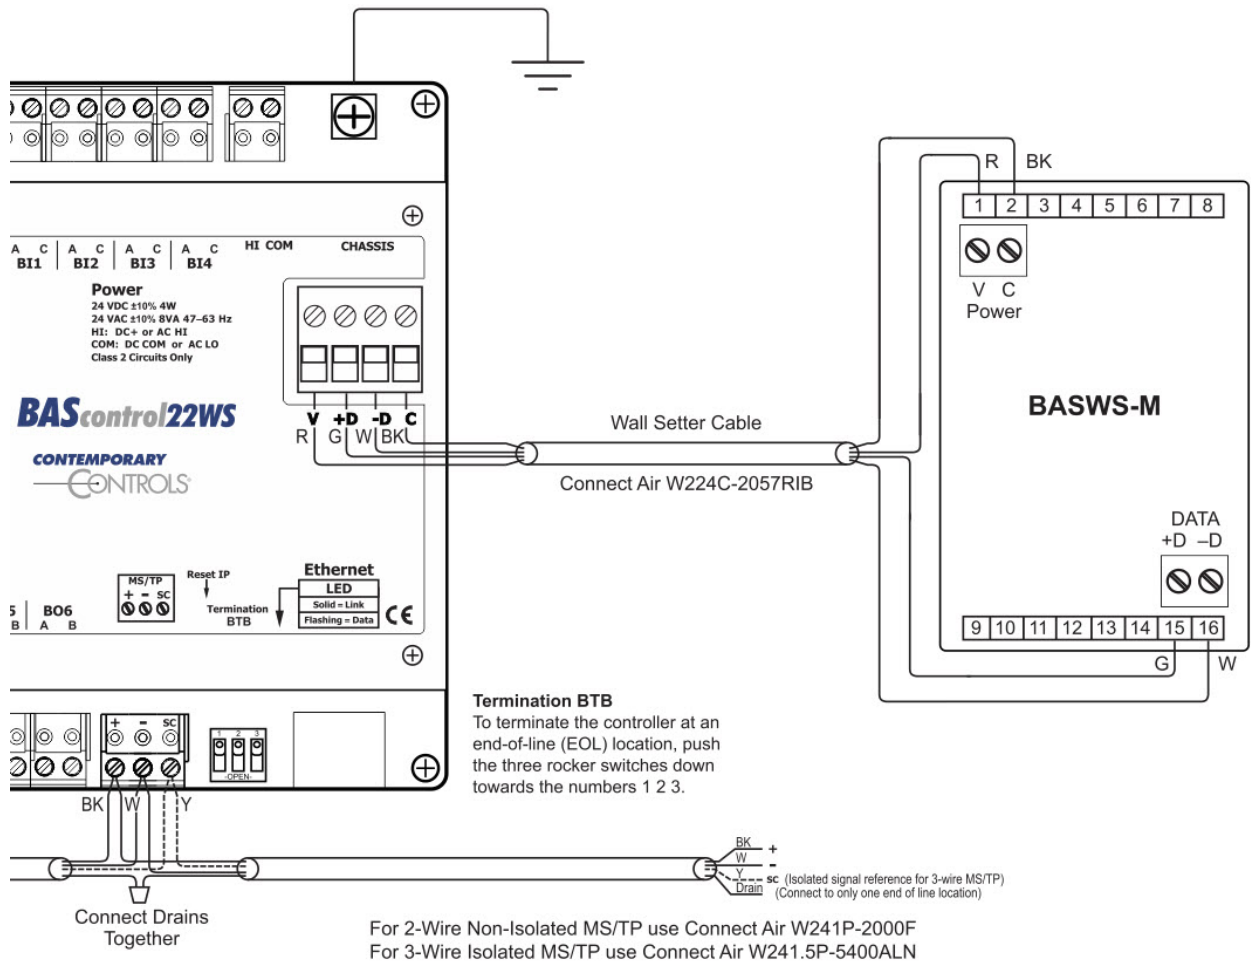 R BK
1 2 3 4 5 6 7 8
V C
Power
BASWS-M
DATA
+D –D
9 10 11 12 13 14 15 16
G W
A C A C A C A C
BI1 BI2 BI3 BI4
HI COM CHASSIS
Power
24 VDC ±10% 4W
24 VAC ±10% 8VA 47–63 Hz
HI: DC+ or AC HI
COM: DC COM or AC LO
Class 2 Circuits Only
BAScontrol22WS
CONTEMPORARY
CONTROLS
V +D -D C
R G W BK
Wall Setter Cable
Connect Air W224C-2057RIB
MS/TP
+ – SC
Reset IP
Termination
BTB
Ethernet
LED
Solid = Link
Flashing = Data
CE
BO6
B A B
Termination BTB
To terminate the controller at an
end-of-line (EOL) location, push
the three rocker switches down
towards the numbers 1 2 3.
+ – SC
1 2 3
-OPEN-
BK W Y
Connect Drains
Together
BK +
W -
Y SC (Isolated signal reference for 3-wire MS/TP)
Drain (Connect to only one end of line location)
For 2-Wire Non-Isolated MS/TP use Connect Air W241P-2000F
For 3-Wire Isolated MS/TP use Connect Air W241.5P-5400ALN